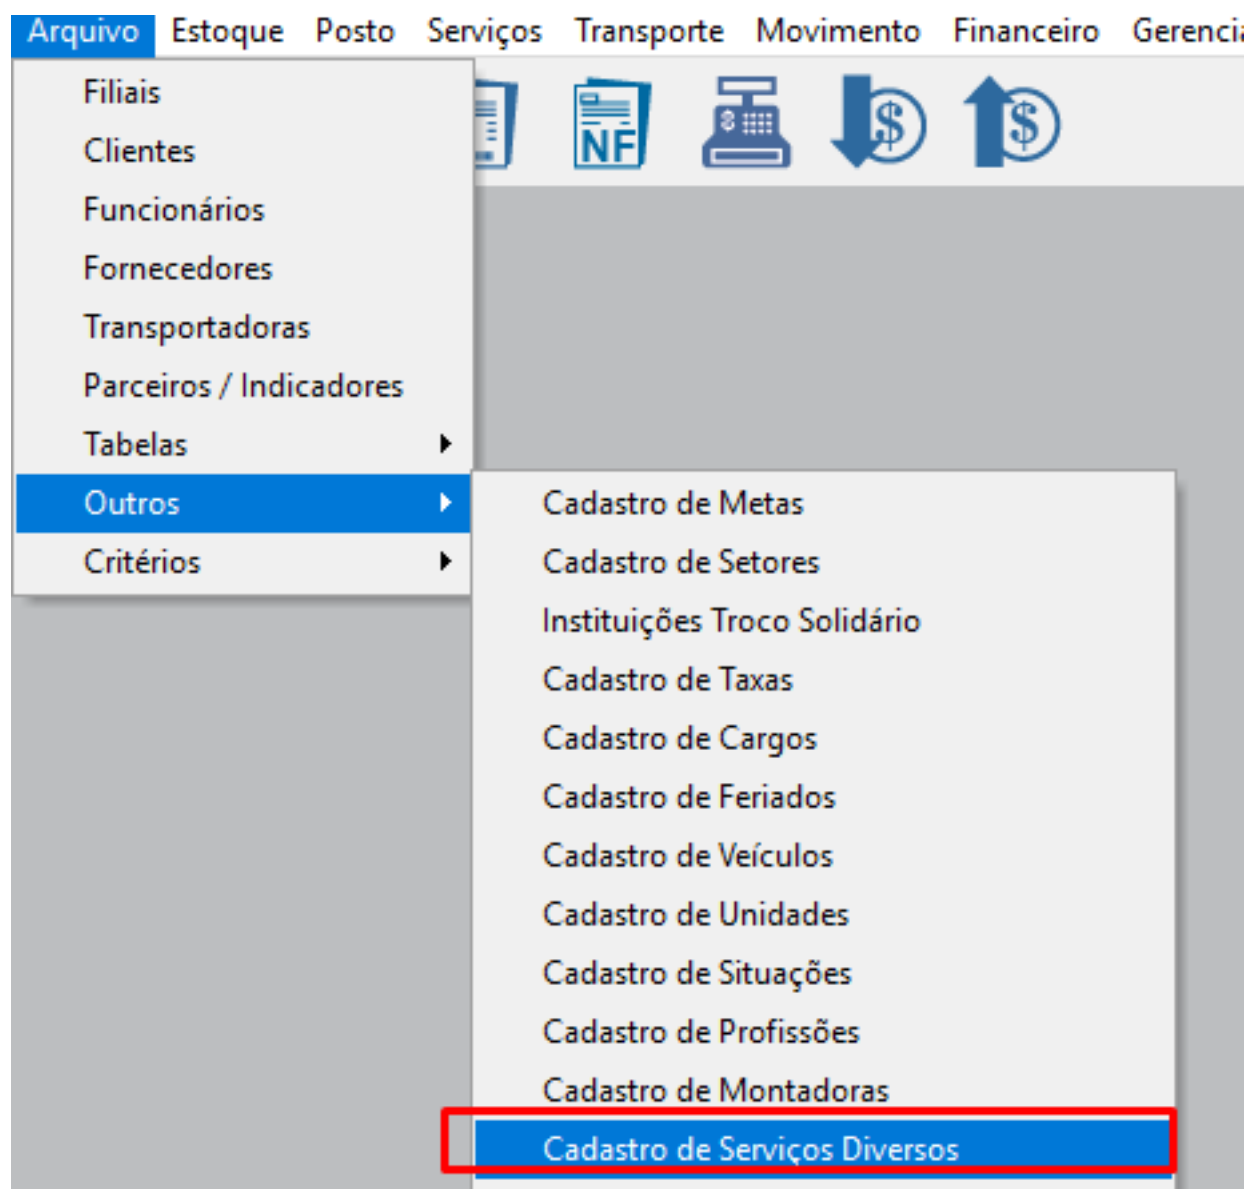 Arquivo Estoque Posto Serviços Transporte Movimento Financeiro
Filiais
Clientes
NF
Funcionários
Fornecedores
Transportadoras
Parceiros / Indicadores
Tabelas
Outros
Critérios
Cadastro de Metas
Cadastro de Setores
Instituições Troco Solidário
Cadastro de Taxas
Cadastro de Cargos
Cadastro de Feriados
Cadastro de Veículos
Cadastro de Unidades
Cadastro de Situações
Cadastro de Profissões
Cadastro de Montadoras
Cadastro de Serviços Diversos